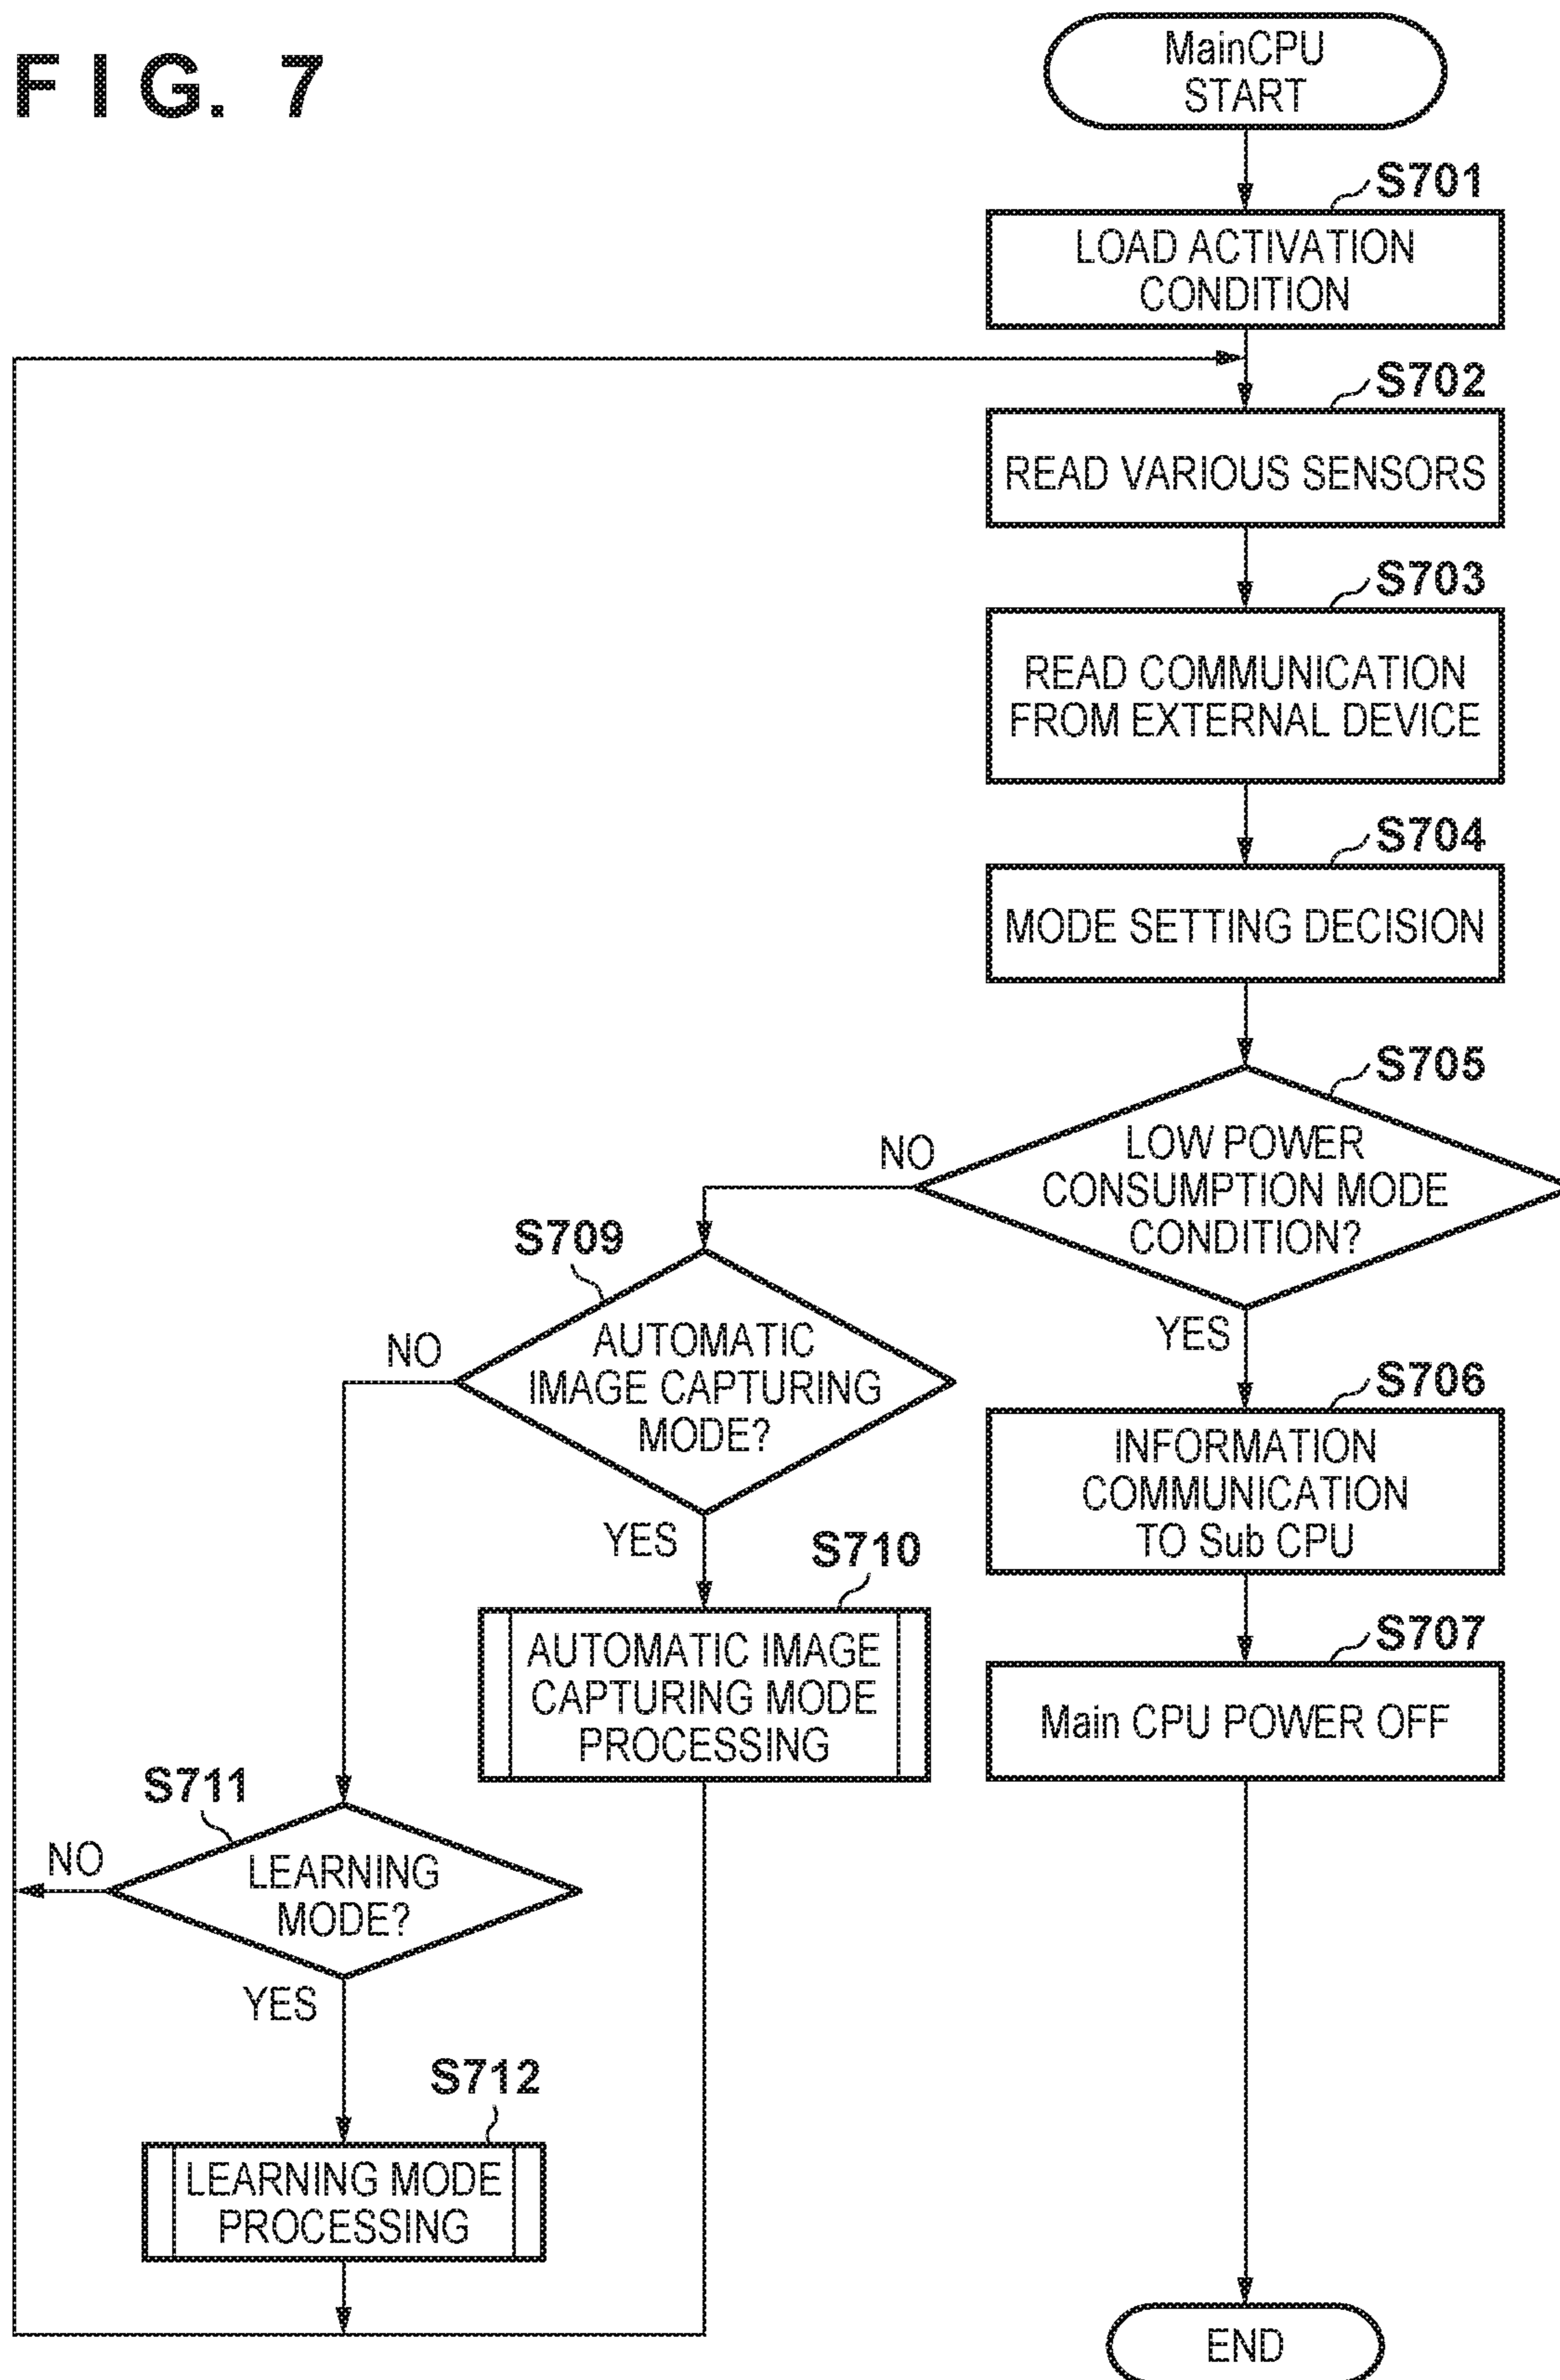 FIG. 7
MainCPU
START
S701
LOAD ACTIVATION
CONDITION
S702
READ VARIOUS SENSORS
S703
READ COMMUNICATION
FROM EXTERNAL DEVICE
S704
MODE SETTING DECISION
S705
LOW POWER
CONSUMPTION MODE
CONDITION?
NO
YES
S709
AUTOMATIC
IMAGE CAPTURING
MODE?
NO
YES
S706
INFORMATION
COMMUNICATION
TO Sub CPU
S710
AUTOMATIC IMAGE
CAPTURING MODE
PROCESSING
S707
Main CPU POWER OFF
S711
LEARNING
MODE?
NO
YES
S712
LEARNING MODE
PROCESSING
END